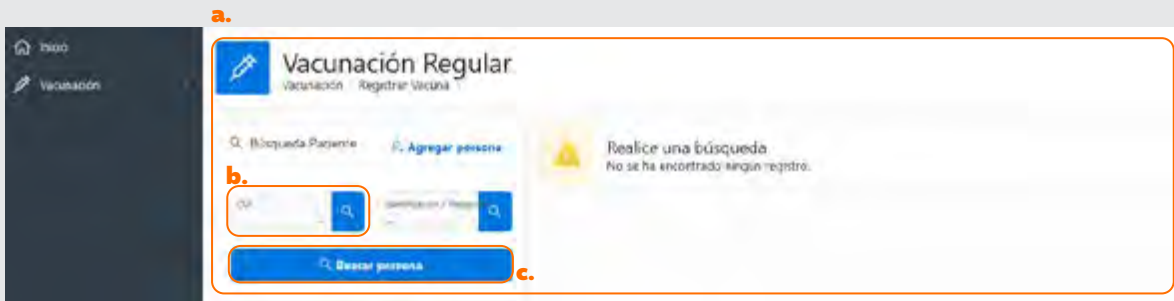 a.
Inicio
Vacunación
Vacunación Regular
Vacunación Registrar Vacuna
Búsqueda Paciente
Agregar persona
Realice una búsqueda
No se ha encontrado ningun registro.
b.
CUI
Buscar persona
c.